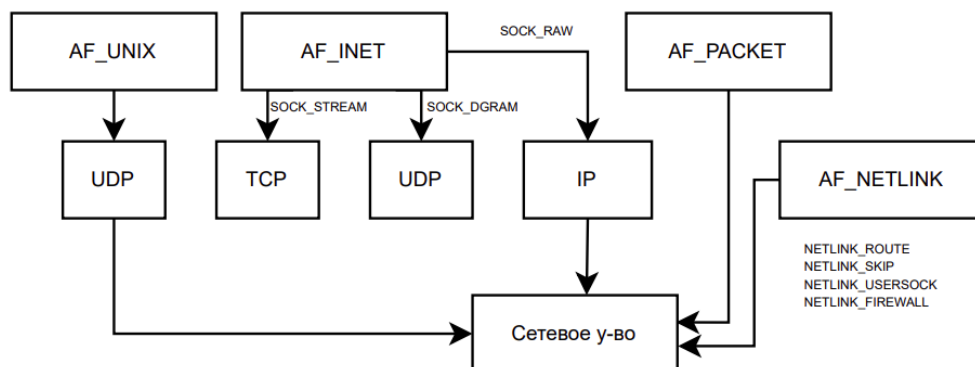 AF_UNIX
AF_INET
SOCK_RAW
AF_PACKET
SOCK_STREAM
SOCK_DGRAM
UDP
TCP
UDP
IP
AF_NETLINK
NETLINK_ROUTE
NETLINK_SKIP
NETLINK_USERSOCK
NETLINK_FIREWALL
Сетевое у-во